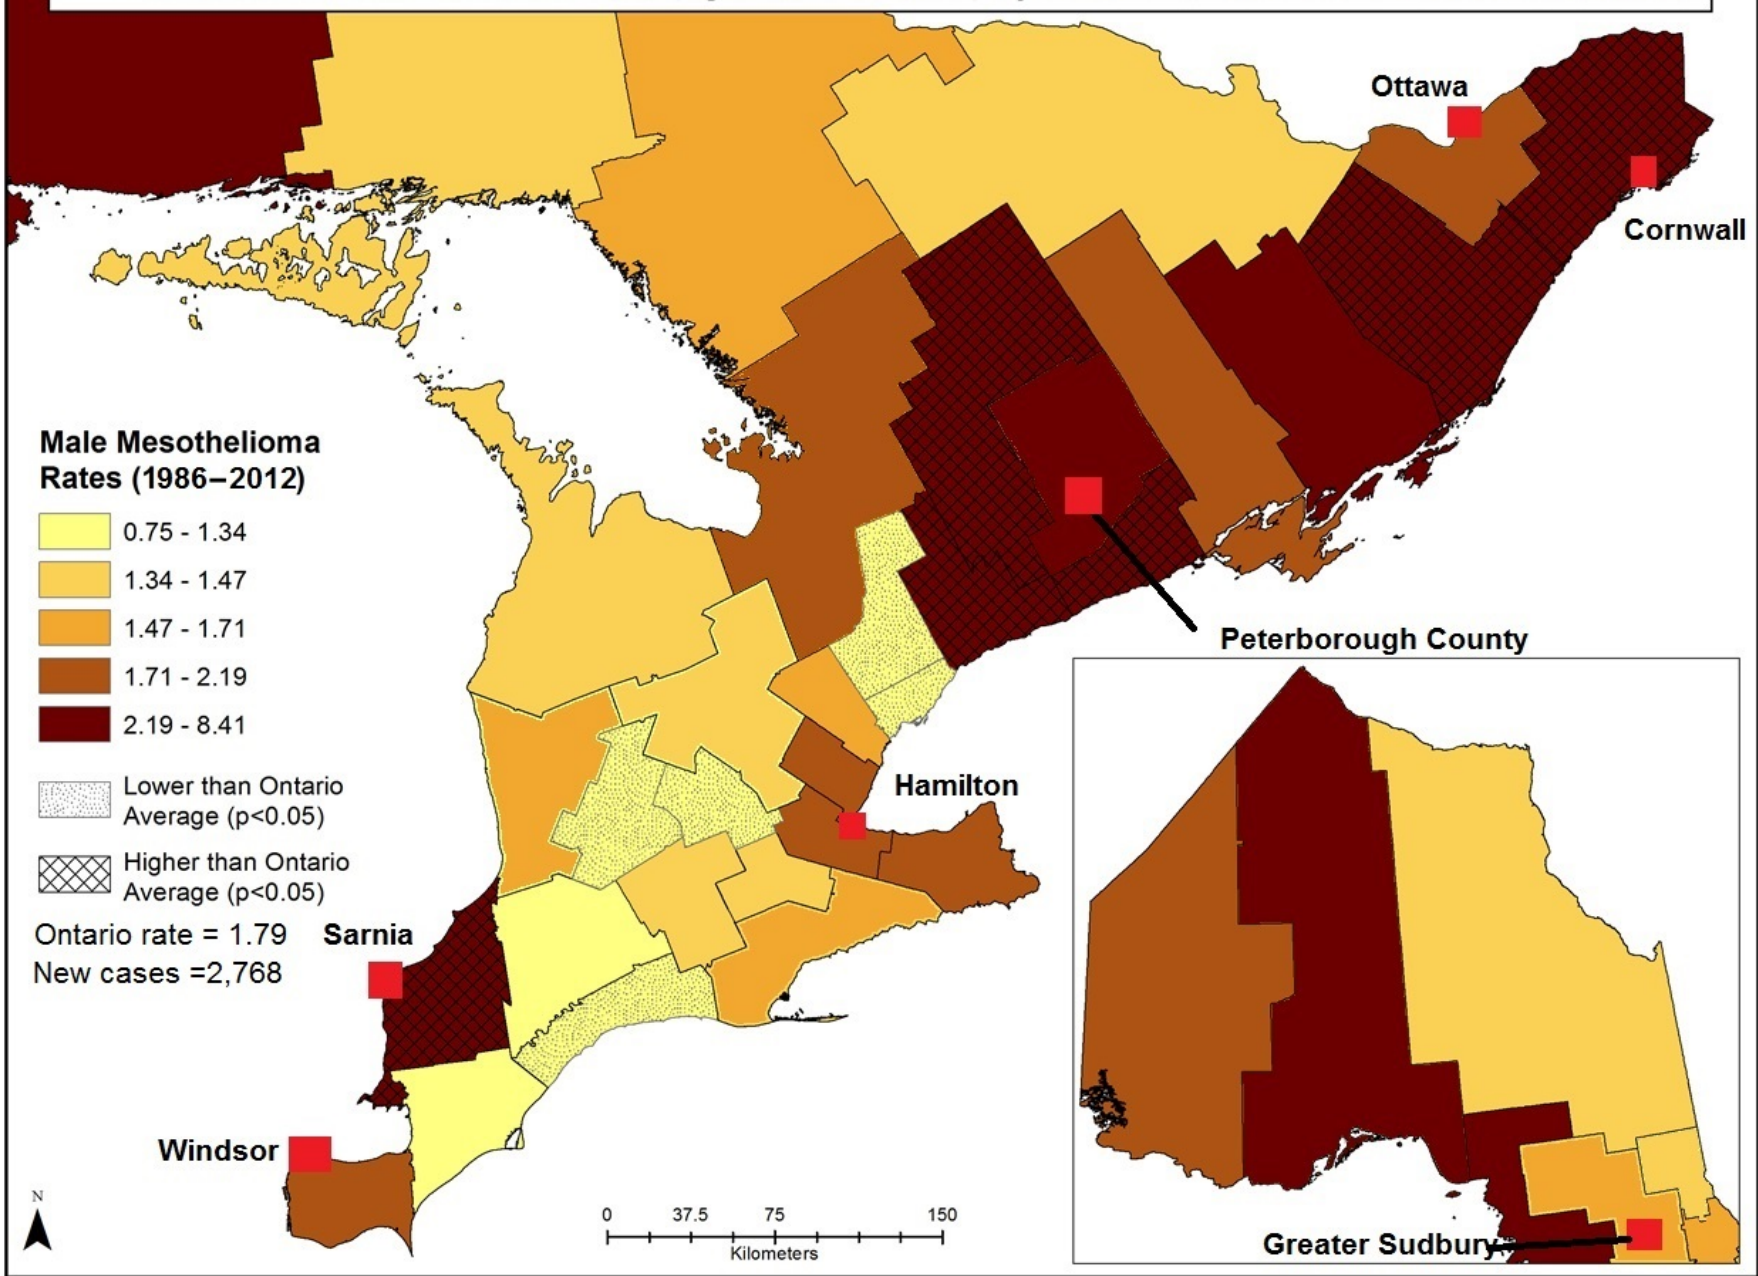 Ottawa
Cornwall
Male Mesothelioma
Rates (1986–2012)
0.75 - 1.34
1.34 - 1.47
1.47 - 1.71
1.71 - 2.19
2.19 - 8.41
Lower than Ontario
Average (p<0.05)
Higher than Ontario
Average (p<0.05)
Ontario rate = 1.79
New cases =2,768
Peterborough County
Hamilton
Sarnia
Windsor
N
0 37.5 75 150
Kilometers
Greater Sudbury